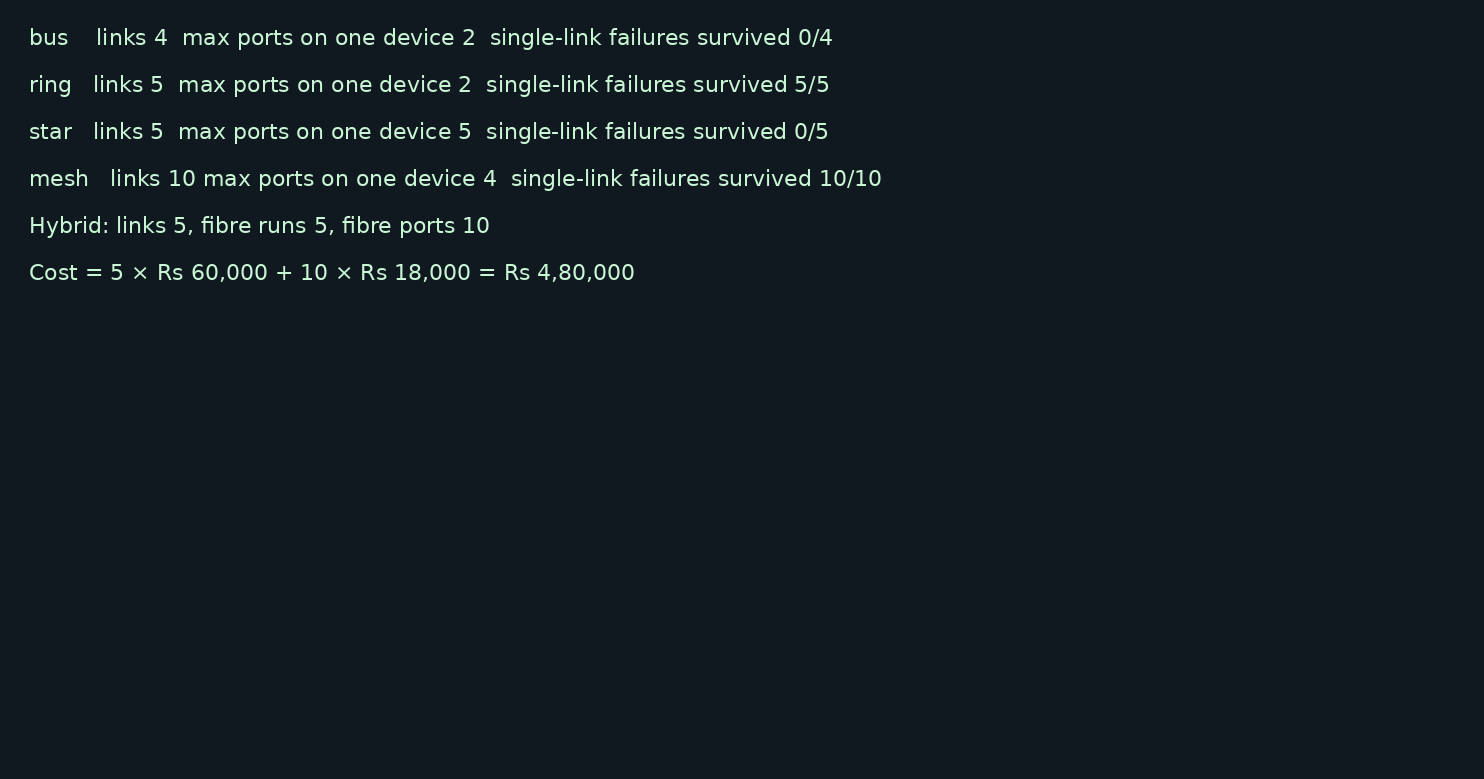 bus    links 4  max ports on one device 2  single-link failures survived 0/4
ring   links 5  max ports on one device 2  single-link failures survived 5/5
star   links 5  max ports on one device 5  single-link failures survived 0/5
mesh   links 10 max ports on one device 4  single-link failures survived 10/10
Hybrid: links 5, fibre runs 5, fibre ports 10
Cost = 5 × Rs 60,000 + 10 × Rs 18,000 = Rs 4,80,000